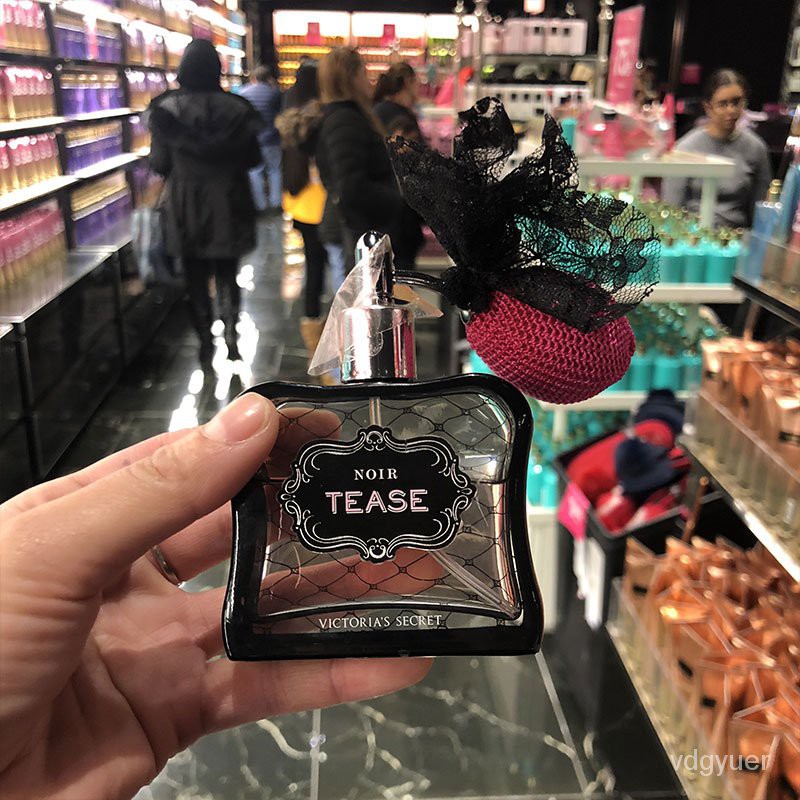 NOIR
TEASE
VICTORIA'S SECRET
vdgyuer